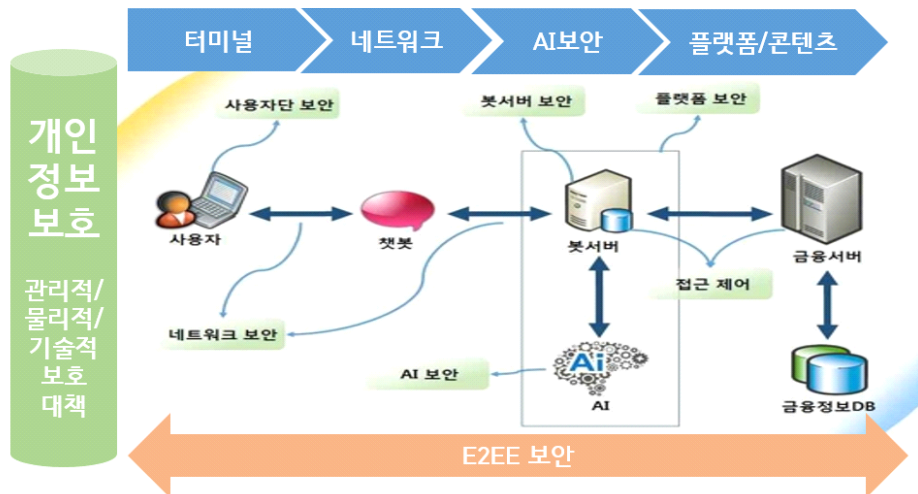 터미널
네트워크
AI보안
플랫폼/콘텐츠
개인
정보
보호
관리적/
물리적/
기술적
보호
대책
사용자단 보안
봇서버 보안
플랫폼 보안
사용자
챗봇
봇서버
금융서버
접근 제어
네트워크 보안
AI 보안
Ai
AI
금융정보DB
E2EE 보안